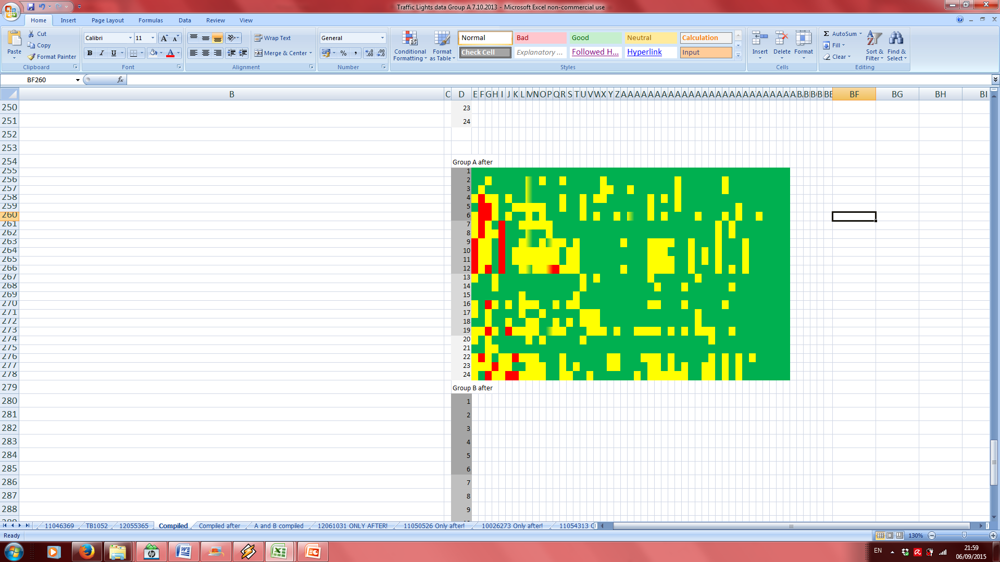 Traffic Lights data Group A 7.10.2013 - Microsoft Excel non-commercial use
Home Insert Page Layout Formulas Data Review View
Paste Cut Copy Format Painter Clipboard
Calibri 11 A A B I U A Font
Wrap Text Merge & Center Alignment
General % , Number
Conditional Formatting Format as Table
Normal Bad Good Neutral Calculation
Check Cell Explanatory ... Followed H... Hyperlink Input
Styles
Insert Delete Format Cells
AutoSum Fill Clear Sort & Filter Find & Select Editing
BF260 fx
B C D E F G H I J K L M N O P Q R S T U V W X Y Z A A A A A A A A A A A A A A A A A A A A A A A A A BF BG BH BI
250 23
251 24
252
253
254 Group A after
255 1
256 2
257 3
258 4
259 5
260 6
261 7
262 8
263 9
264 10
265 11
266 12
267 13
268 14
269 15
270 16
271 17
272 18
273 19
274 20
275 21
276 22
277 23
278 24
279 Group B after
280 1
281 2
282 3
283 4
284 5
285 6
286 7
287 8
288 9
11046369 TB1052 12055365 Compiled Compiled after A and B compiled 12061031 ONLY AFTER! 11050526 Only after! 10026273 Only after! 11054313
Ready 130%
EN 21:59
06/09/2015